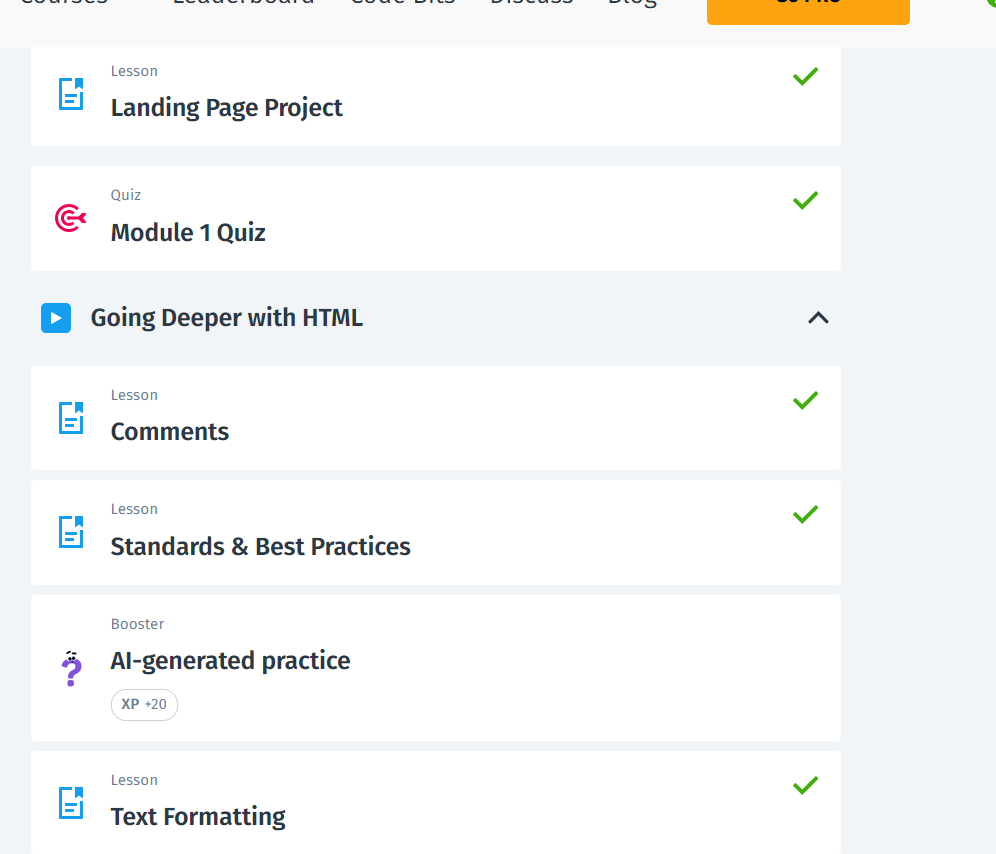 Courses Leaderboard Code Bits Discuss Blog
Lesson
Landing Page Project
Quiz
Module 1 Quiz
Going Deeper with HTML
Lesson
Comments
Lesson
Standards & Best Practices
Booster
AI-generated practice
XP +20
Lesson
Text Formatting